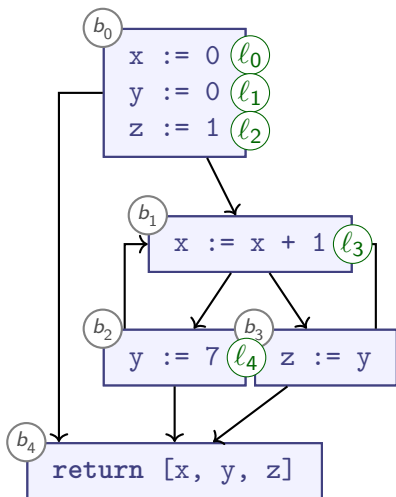 b₀
x := 0 ℓ₀
y := 0 ℓ₁
z := 1 ℓ₂
b₁
x := x + 1 ℓ₃
b₂
y := 7 ℓ₄
b₃
z := y
b₄
return [x, y, z]